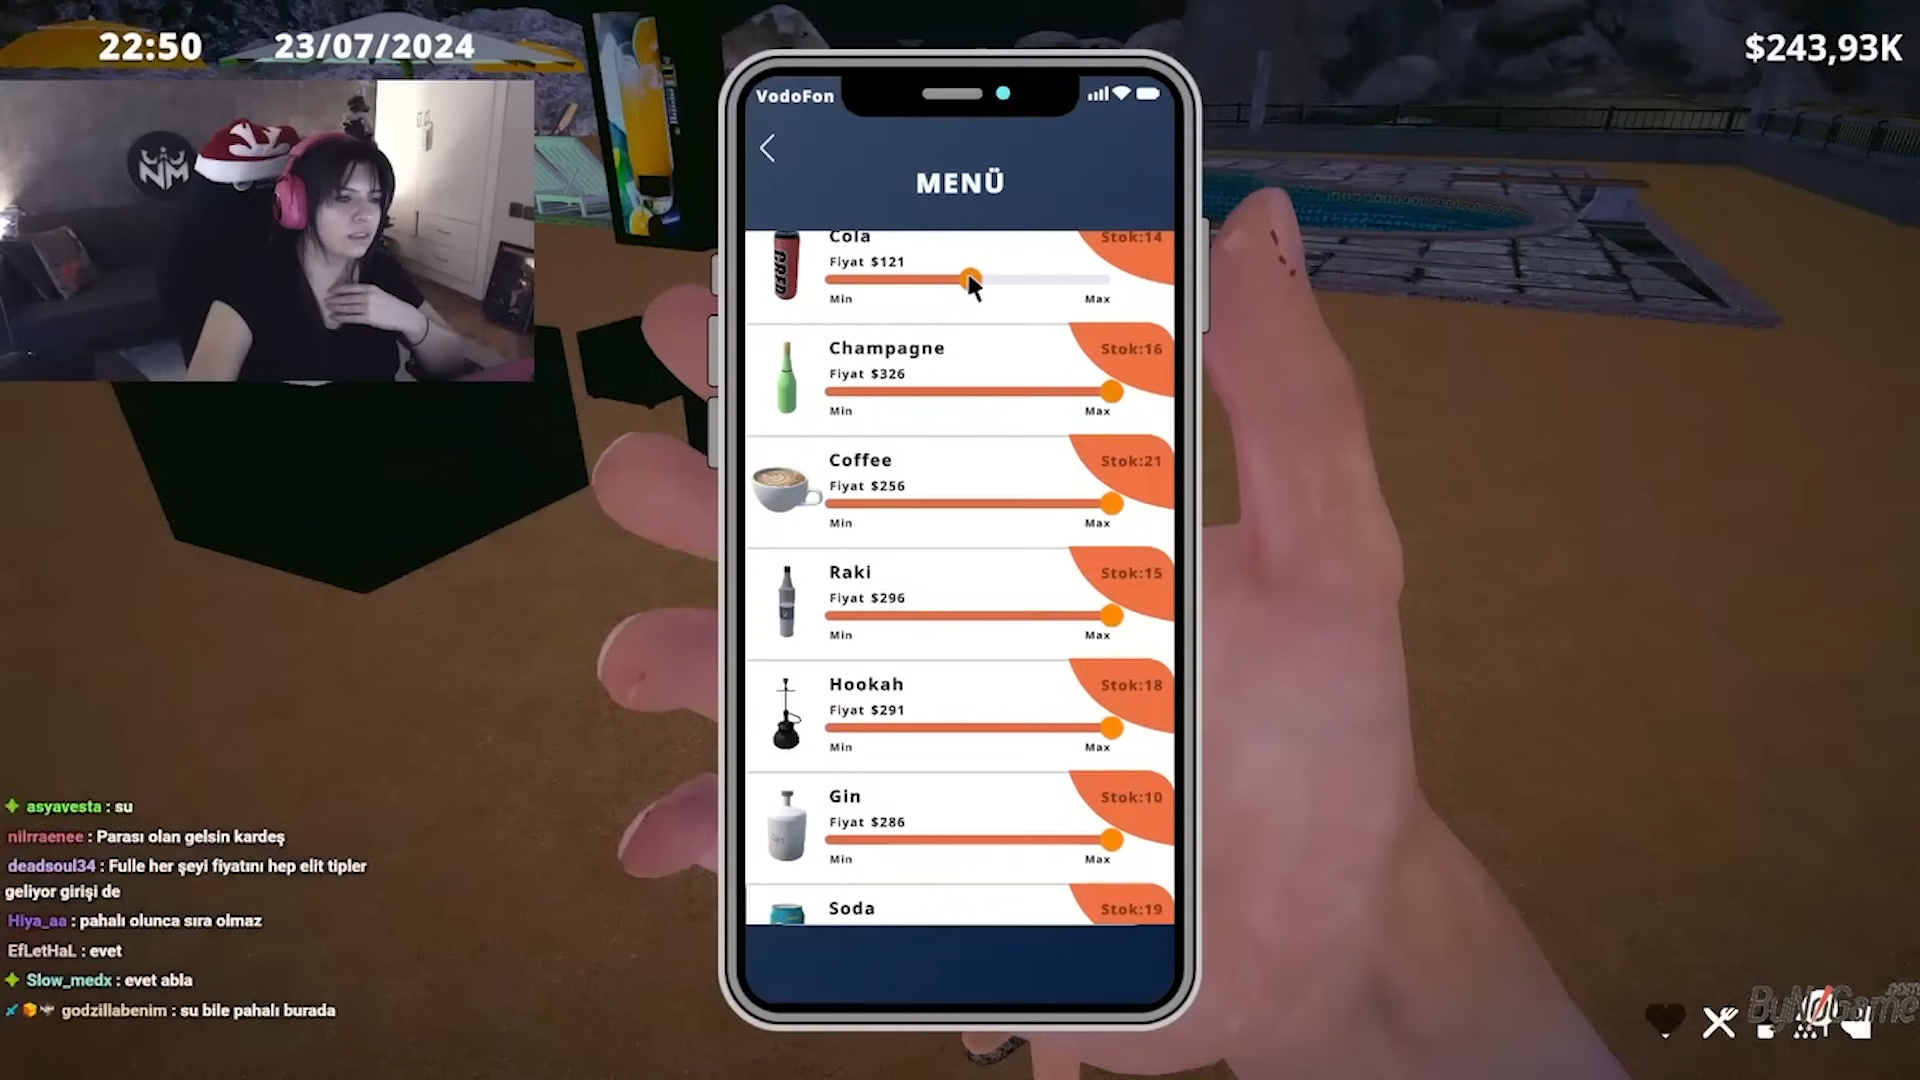 22:50
23/07/2024
$243,93K
VodoFon
MENÜ
Cola
Stok:14
Fiyat $121
Min
Max
Champagne
Stok:16
Fiyat $326
Min
Max
Coffee
Stok:21
Fiyat $256
Min
Max
Raki
Stok:15
Fiyat $296
Min
Max
Hookah
Stok:18
Fiyat $291
Min
Max
Gin
Stok:10
Fiyat $286
Min
Max
Soda
Stok:19
NM
asyavesta : su
nilrraenee : Parası olan gelsin kardeş
deadsoul34 : Fulle her şeyi fiyatını hep elit tipler
geliyor girişi de
Hiya_aa : pahalı olunca sıra olmaz
EfLetHaL : evet
Slow_medx : evet abla
godzillabenim : su bile pahalı burada
ByNoGame